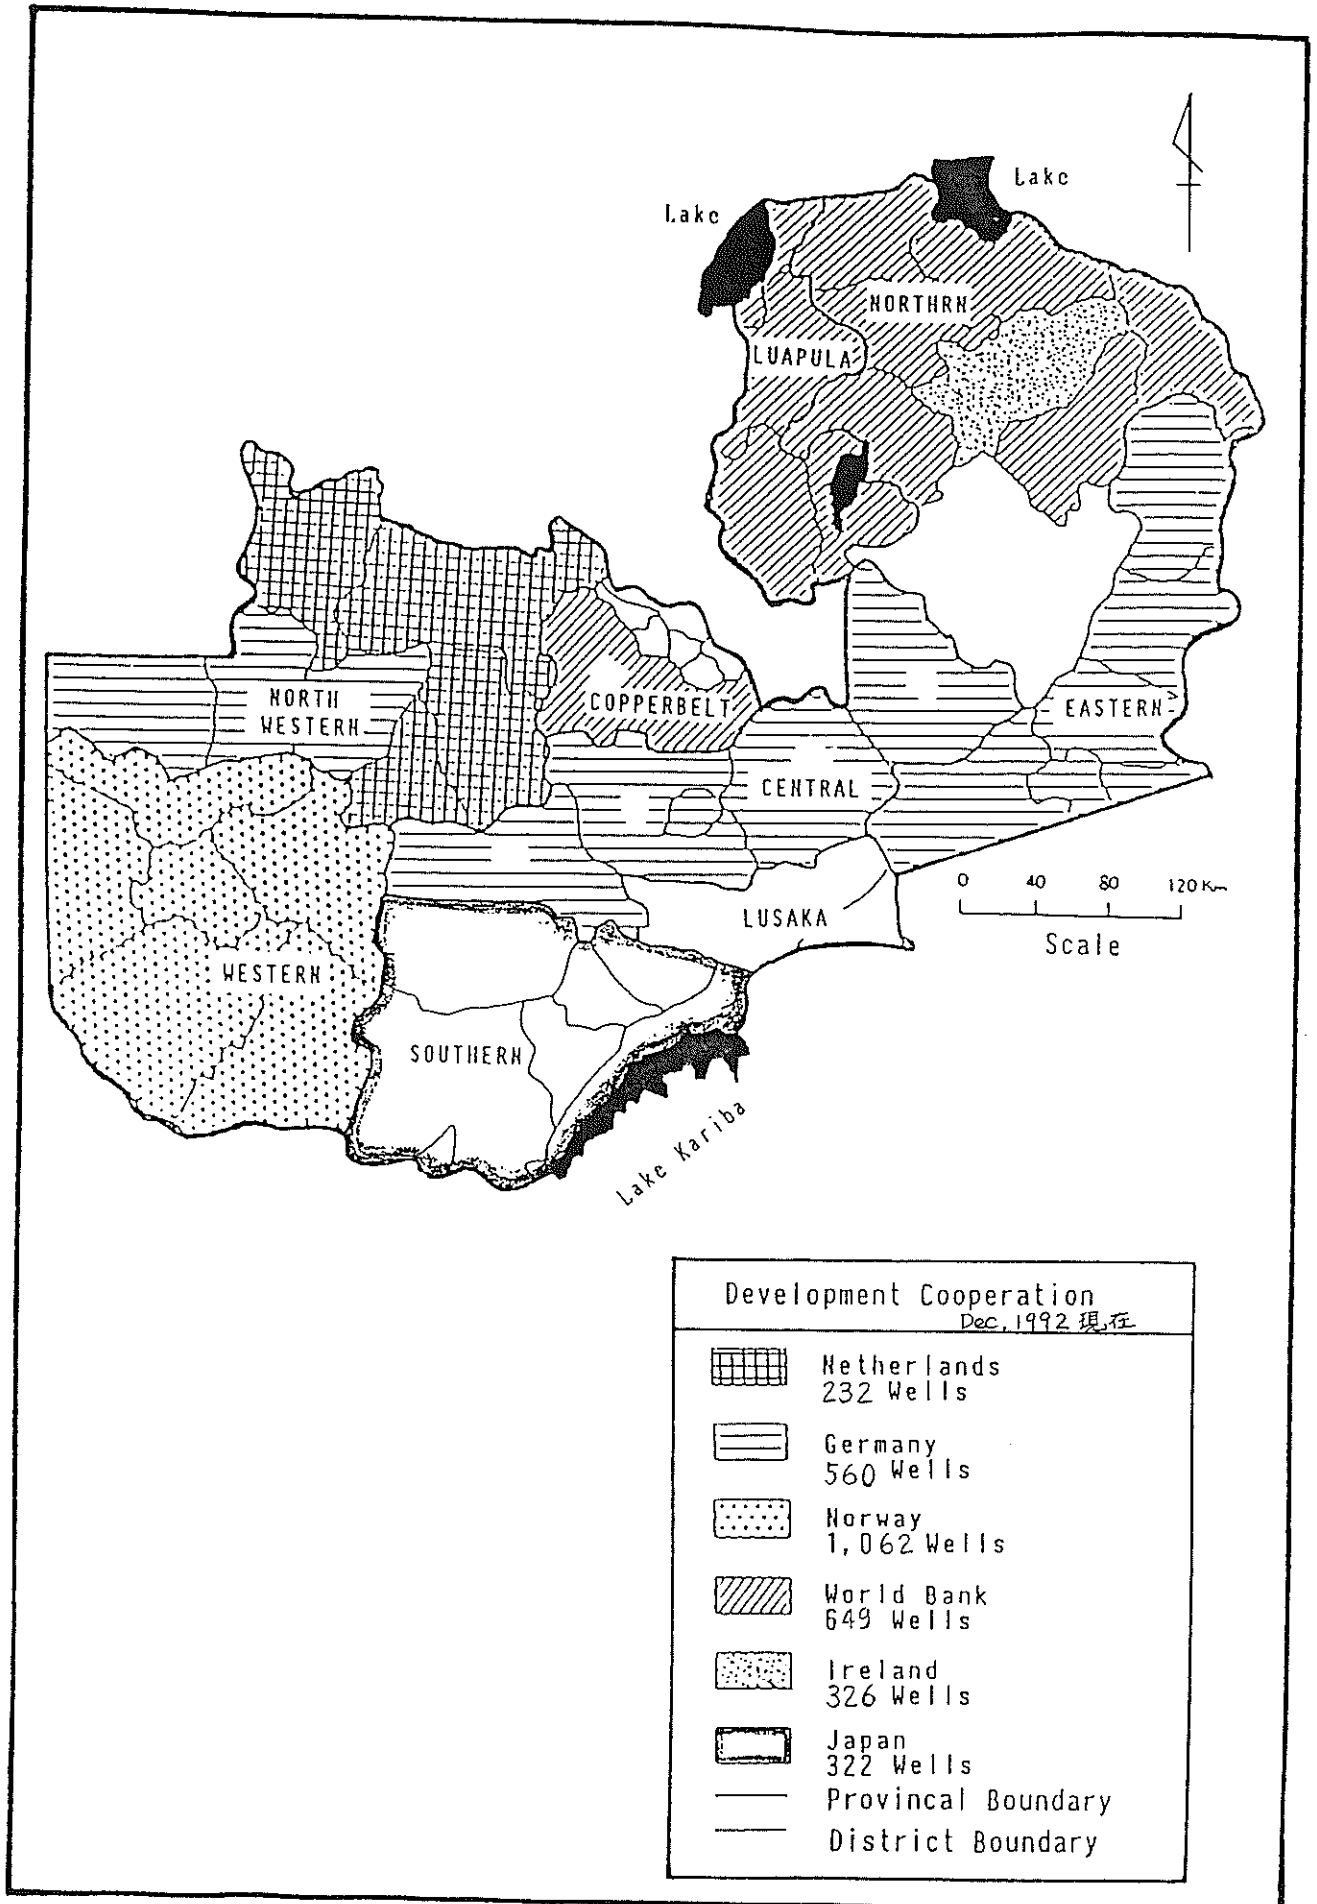 Lake
Lake
NORTHRN
LUAPULA
NORTH
WESTERN
COPPERBELT
EASTERN
CENTRAL
0 40 80 120 Km
Scale
LUSAKA
WESTERN
SOUTHERN
Lake Kariba
Development Cooperation
Dec, 1992 現在
Netherlands
232 Wells
Germany
560 Wells
Norway
1,062 Wells
World Bank
649 Wells
Ireland
326 Wells
Japan
322 Wells
Provincal Boundary
District Boundary